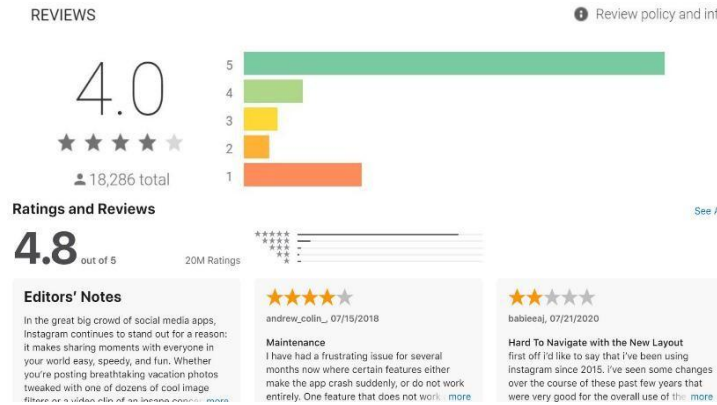 REVIEWS
Review policy and inf
4.0
5
4
3
2
1
18,286 total
Ratings and Reviews
See A
4.8 out of 5
20M Ratings
Editors' Notes
In the great big crowd of social media apps,
Instagram continues to stand out for a reason:
it makes sharing moments with everyone in
your world easy, speedy, and fun. Whether
you're posting breathtaking vacation photos
tweaked with one of dozens of cool image
filters or a video clip of an insane more
andrew_colin_, 07/15/2018
Maintenance
I have had a frustrating issue for several
months now where certain features either
make the app crash suddenly, or do not work
entirely. One feature that does not work more
babieeaj, 07/21/2020
Hard To Navigate with the New Layout
first off i'd like to say that i've been using
instagram since 2015. i've seen some changes
over the course of these past few years that
were very good for the overall use of the more